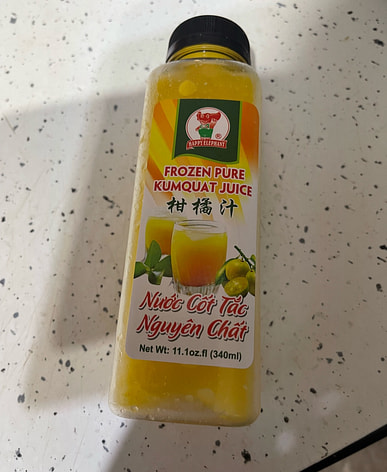 HAPPY ELEPHANT
FROZEN PURE
KUMQUAT JUICE
柑橘汁
Nước Cốt Tắc
Nguyên Chất
Net Wt: 11.1oz.fl (340ml)